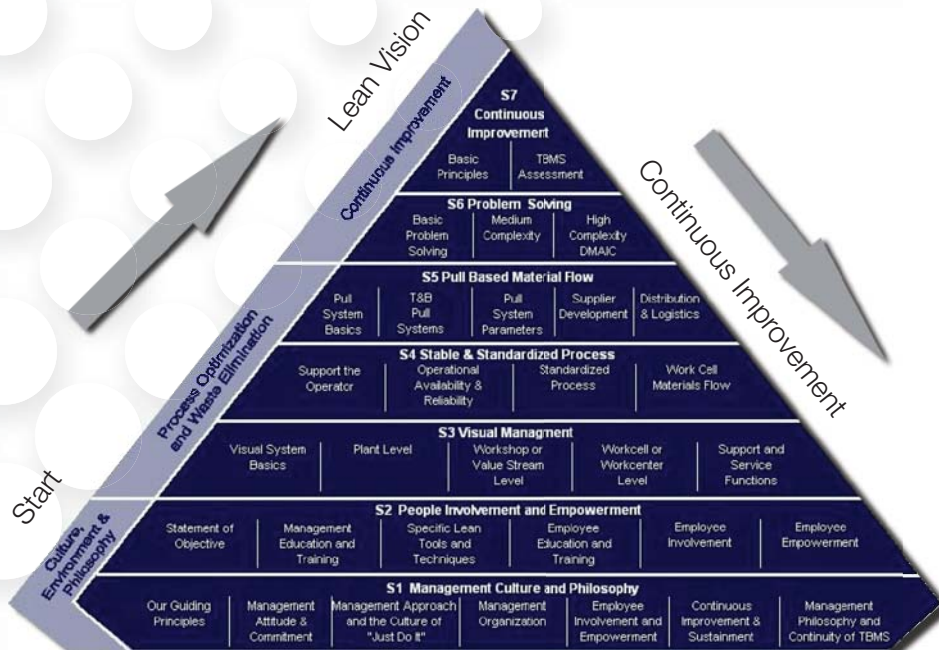 Lean Vision
Start
Continuous Improvement
Continuous Improvement
Process Optimization
and Waste Elimination
Culture,
Environment &
Philosophy
S7
Continuous
Improvement
Basic
Principles
TBMS
Assessment
S6 Problem Solving
Basic
Problem
Solving
Medium
Complexity
High
Complexity
DMAIC
S5 Pull Based Material Flow
Pull
System
Basics
T&B
Pull
Systems
Pull
System
Parameters
Supplier
Development
Distribution
& Logistics
S4 Stable & Standardized Process
Support the
Operator
Operational
Availability &
Reliability
Standardized
Process
Work Cell
Materials Flow
S3 Visual Managment
Visual System
Basics
Plant Level
Workshop or
Value Stream
Level
Workcell or
Workcenter
Level
Support and
Service
Functions
S2 People Involvement and Empowerment
Statement of
Objective
Management
Education and
Training
Specific Lean
Tools and
Techniques
Employee
Education and
Training
Employee
Involvement
Employee
Empowerment
S1 Management Culture and Philosophy
Our Guiding
Principles
Management
Attitude &
Commitment
Management Approach
and the Culture of
"Just Do It"
Management
Organization
Employee
Involvement and
Empowerment
Continuous
Improvement &
Sustainment
Management
Philosophy and
Continuity of TBMS